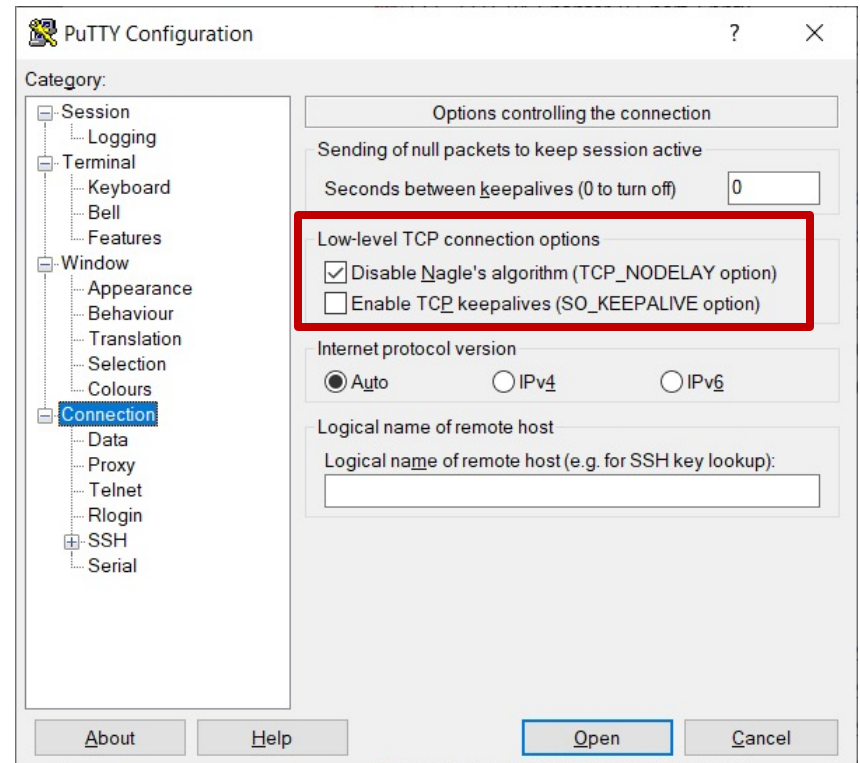 PuTTY Configuration
?
Category:
Session
Logging
Terminal
Keyboard
Bell
Features
Window
Appearance
Behaviour
Translation
Selection
Colours
Connection
Data
Proxy
Telnet
Rlogin
SSH
Serial
Options controlling the connection
Sending of null packets to keep session active
Seconds between keepalives (0 to turn off) 0
Low-level TCP connection options
Disable Nagle's algorithm (TCP_NODELAY option)
Enable TCP keepalives (SO_KEEPALIVE option)
Internet protocol version
Auto IPv4 IPv6
Logical name of remote host
Logical name of remote host (e.g. for SSH key lookup):
About Help Open Cancel